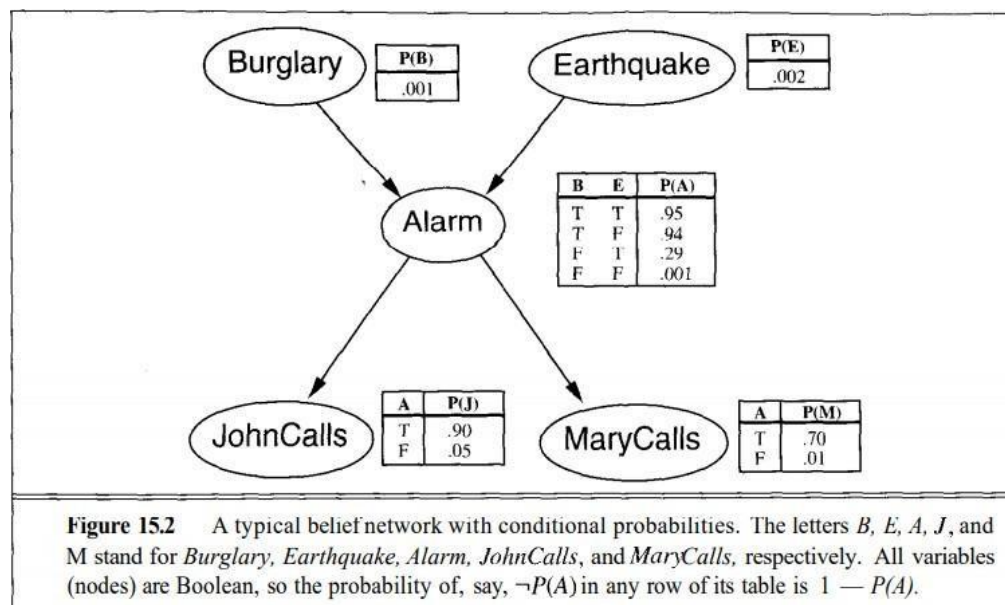 Burglary
P(B)
.001
Earthquake
P(E)
.002
Alarm
B E P(A)
T T .95
T F .94
F T .29
F F .001
JohnCalls
A P(J)
T .90
F .05
MaryCalls
A P(M)
T .70
F .01
Figure 15.2 A typical belief network with conditional probabilities. The letters B, E, A, J, and
M stand for Burglary, Earthquake, Alarm, JohnCalls, and MaryCalls, respectively. All variables
(nodes) are Boolean, so the probability of, say, ¬P(A) in any row of its table is 1 — P(A).